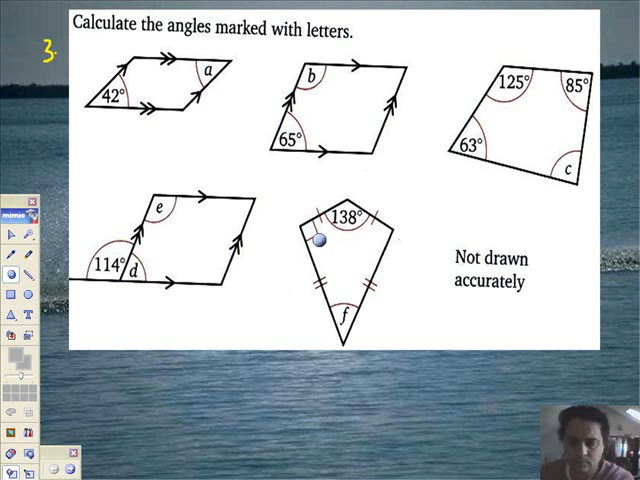 Calculate the angles marked with letters.
3.
a
42°
b
65°
125°
85°
63°
c
e
114°
d
138°
f
Not drawn
accurately
mimio
A
T